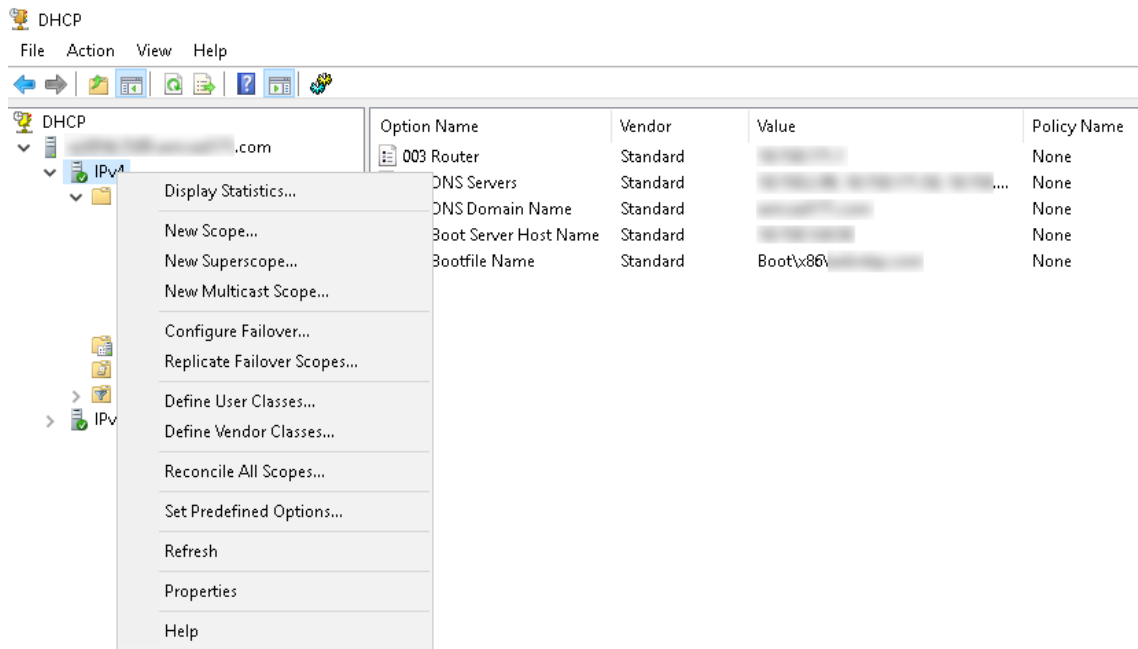 DHCP
File Action View Help
DHCP
.com
IPv4
IPv
Display Statistics...
New Scope...
New Superscope...
New Multicast Scope...
Configure Failover...
Replicate Failover Scopes...
Define User Classes...
Define Vendor Classes...
Reconcile All Scopes...
Set Predefined Options...
Refresh
Properties
Help
Option Name Vendor Value Policy Name
003 Router Standard None
DNS Servers Standard .... None
DNS Domain Name Standard None
Boot Server Host Name Standard None
Bootfile Name Standard Boot\x86\ None